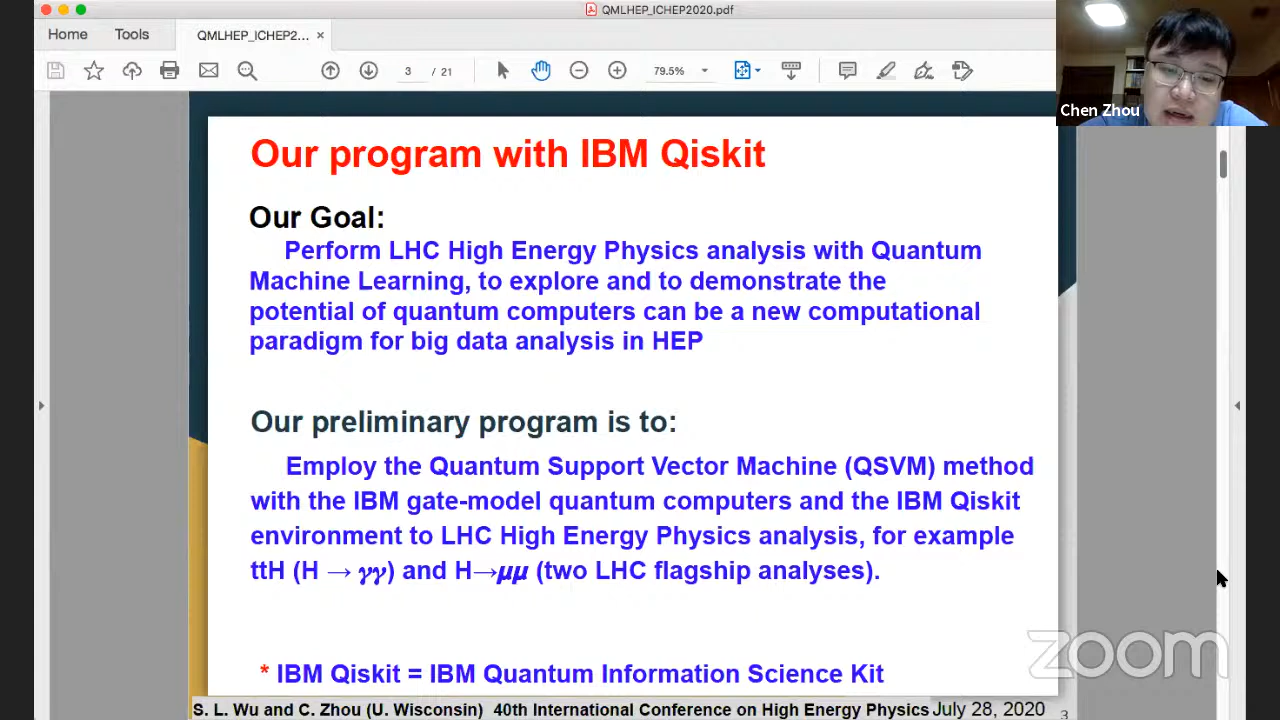 QMLHEP_ICHEP2020.pdf
Home Tools QMLHEP_ICHEP2... ×
3 / 21 79.5%
Chen Zhou
Our program with IBM Qiskit
Our Goal:
Perform LHC High Energy Physics analysis with Quantum
Machine Learning, to explore and to demonstrate the
potential of quantum computers can be a new computational
paradigm for big data analysis in HEP
Our preliminary program is to:
Employ the Quantum Support Vector Machine (QSVM) method
with the IBM gate-model quantum computers and the IBM Qiskit
environment to LHC High Energy Physics analysis, for example
ttH (H → γγ) and H→μμ (two LHC flagship analyses).
* IBM Qiskit = IBM Quantum Information Science Kit
zoom
S. L. Wu and C. Zhou (U. Wisconsin) 40th International Conference on High Energy Physics July 28, 2020 3